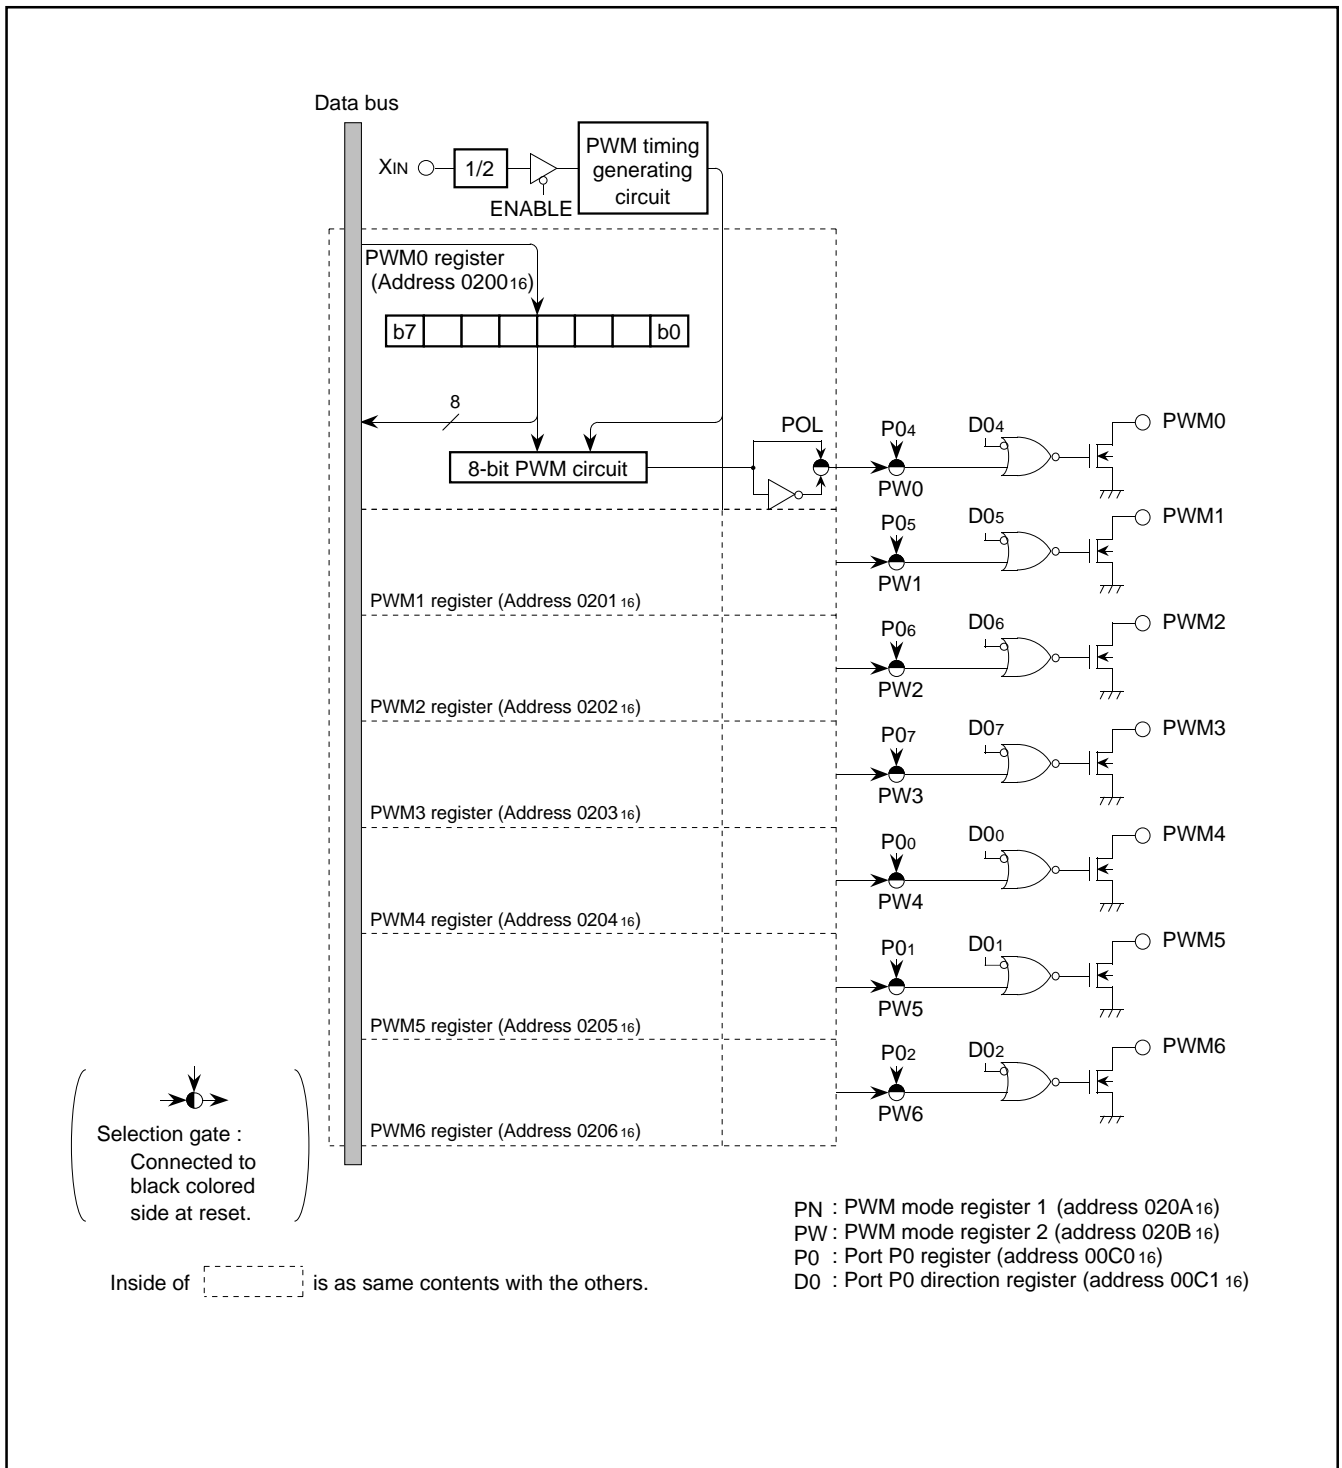 Data bus
XIN
1/2
ENABLE
PWM timing
generating
circuit
PWM0 register
(Address 020016)
b7
b0
8
8-bit PWM circuit
POL
P04
PW0
D04
PWM0
P05
PW1
D05
PWM1
PWM1 register (Address 020116)
P06
PW2
D06
PWM2
PWM2 register (Address 020216)
P07
PW3
D07
PWM3
PWM3 register (Address 020316)
P00
PW4
D00
PWM4
PWM4 register (Address 020416)
P01
PW5
D01
PWM5
PWM5 register (Address 020516)
P02
PW6
D02
PWM6
PWM6 register (Address 020616)
Selection gate :
Connected to
black colored
side at reset.
Inside of is as same contents with the others.
PN : PWM mode register 1 (address 020A16)
PW : PWM mode register 2 (address 020B16)
P0 : Port P0 register (address 00C016)
D0 : Port P0 direction register (address 00C116)